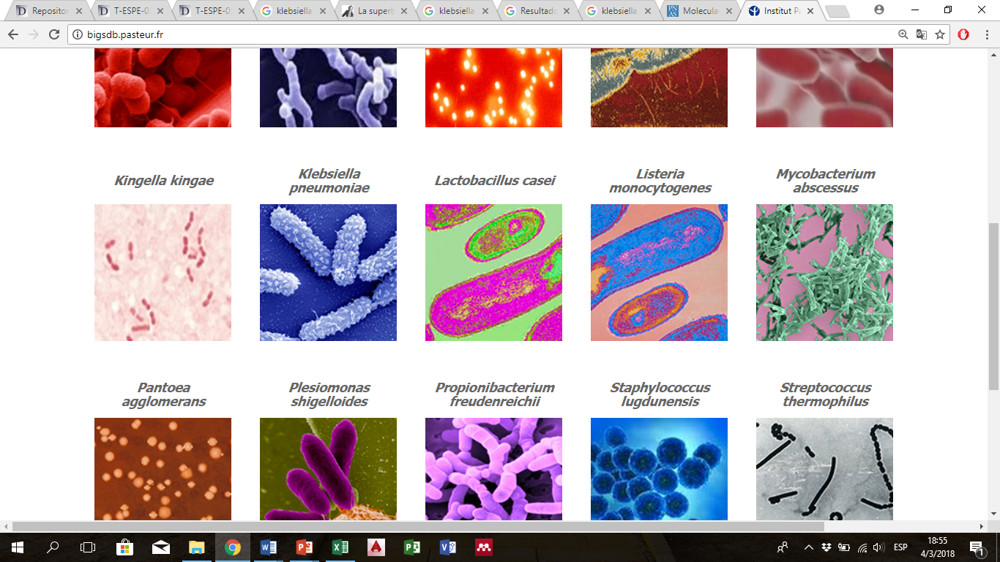 Repositor
T-ESPE-0
T-ESPE-0
klebsiella
La superb
klebsiella
Resultado
klebsiella
PNAS
Molecula
Institut Pa
bigsdb.pasteur.fr
Kingella kingae
Klebsiella
pneumoniae
Lactobacillus casei
Listeria
monocytogenes
Mycobacterium
abscessus
Pantoea
agglomerans
Plesiomonas
shigelloides
Propionibacterium
freudenreichii
Staphylococcus
lugdunensis
Streptococcus
thermophilus
ESP
18:55
4/3/2018
1